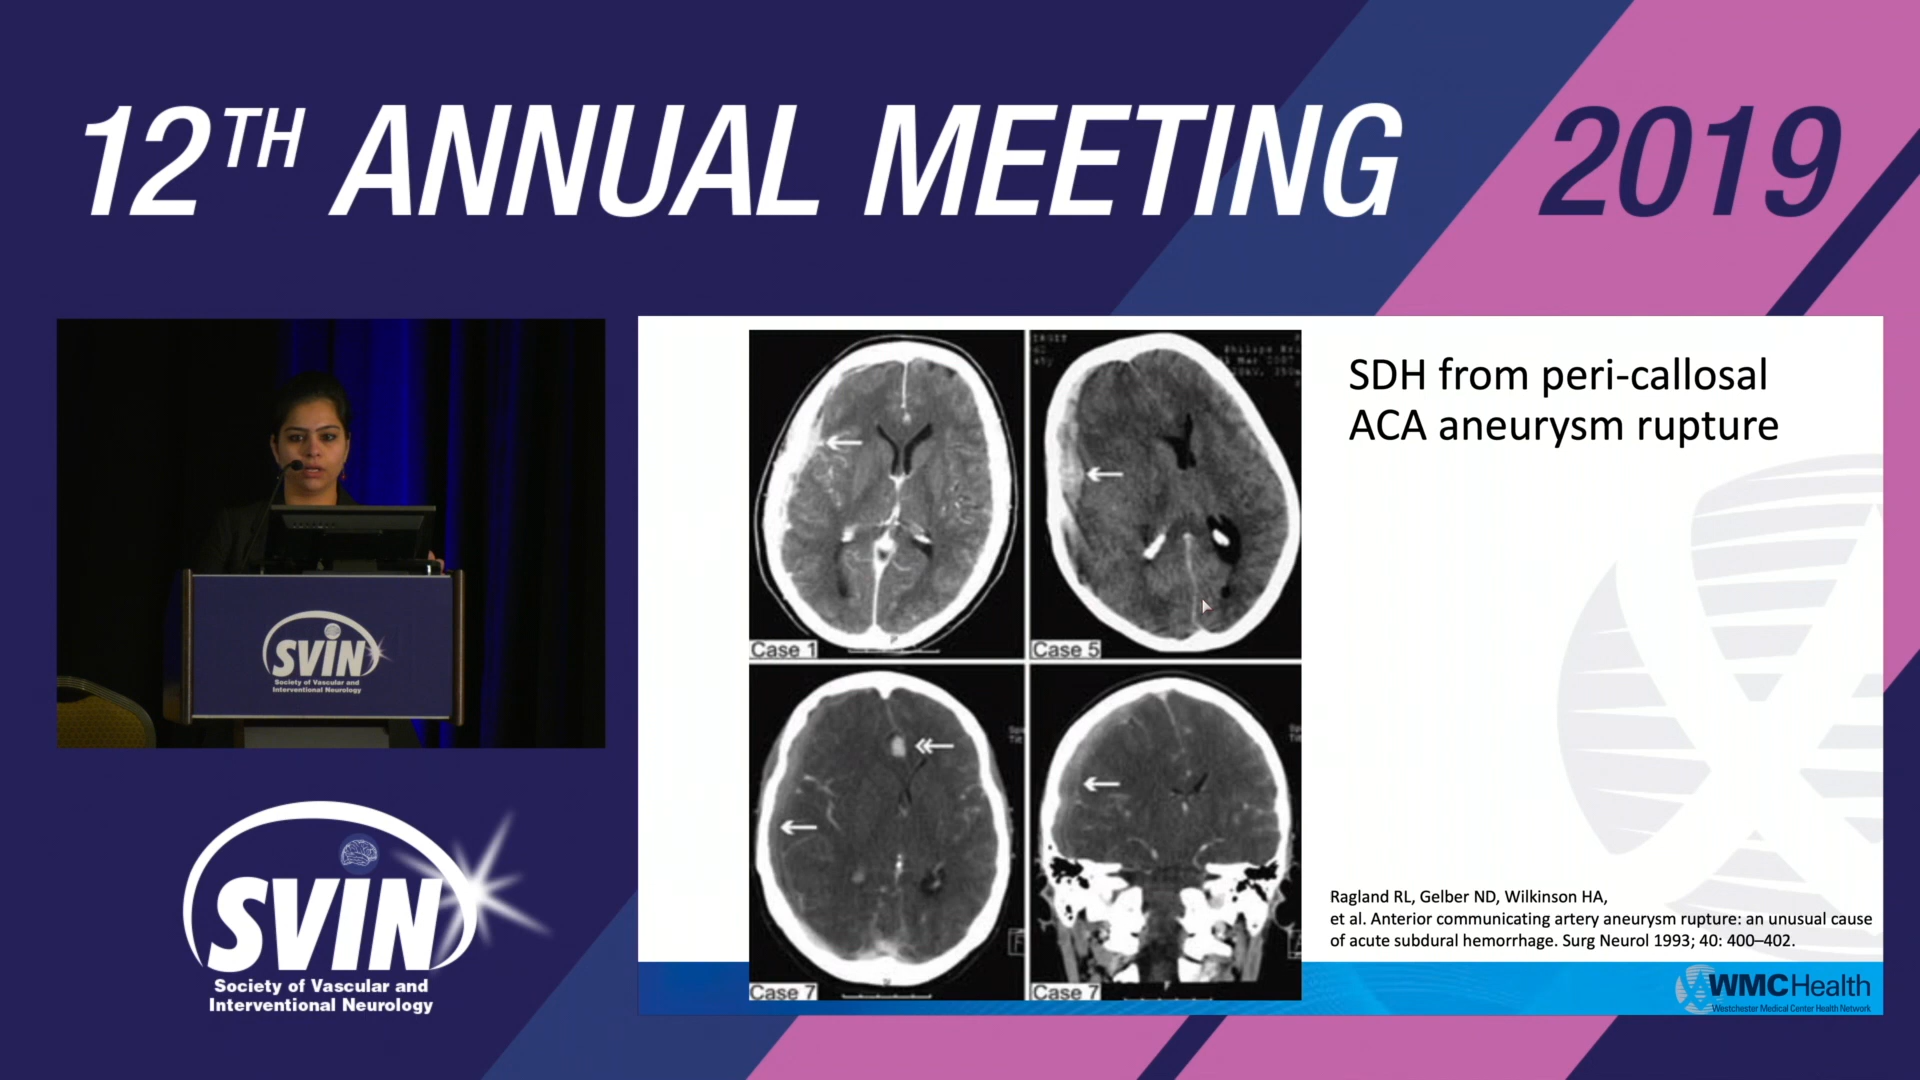 12TH ANNUAL MEETING 2019
SVIN
Society of Vascular and
Interventional Neurology
SVIN
Society of Vascular and
Interventional Neurology
Case 1
Case 5
Case 7
Case 7
SDH from peri-callosal
ACA aneurysm rupture
Ragland RL, Gelber ND, Wilkinson HA,
et al. Anterior communicating artery aneurysm rupture: an unusual cause
of acute subdural hemorrhage. Surg Neurol 1993; 40: 400–402.
WMCHealth
Westchester Medical Center Health Network